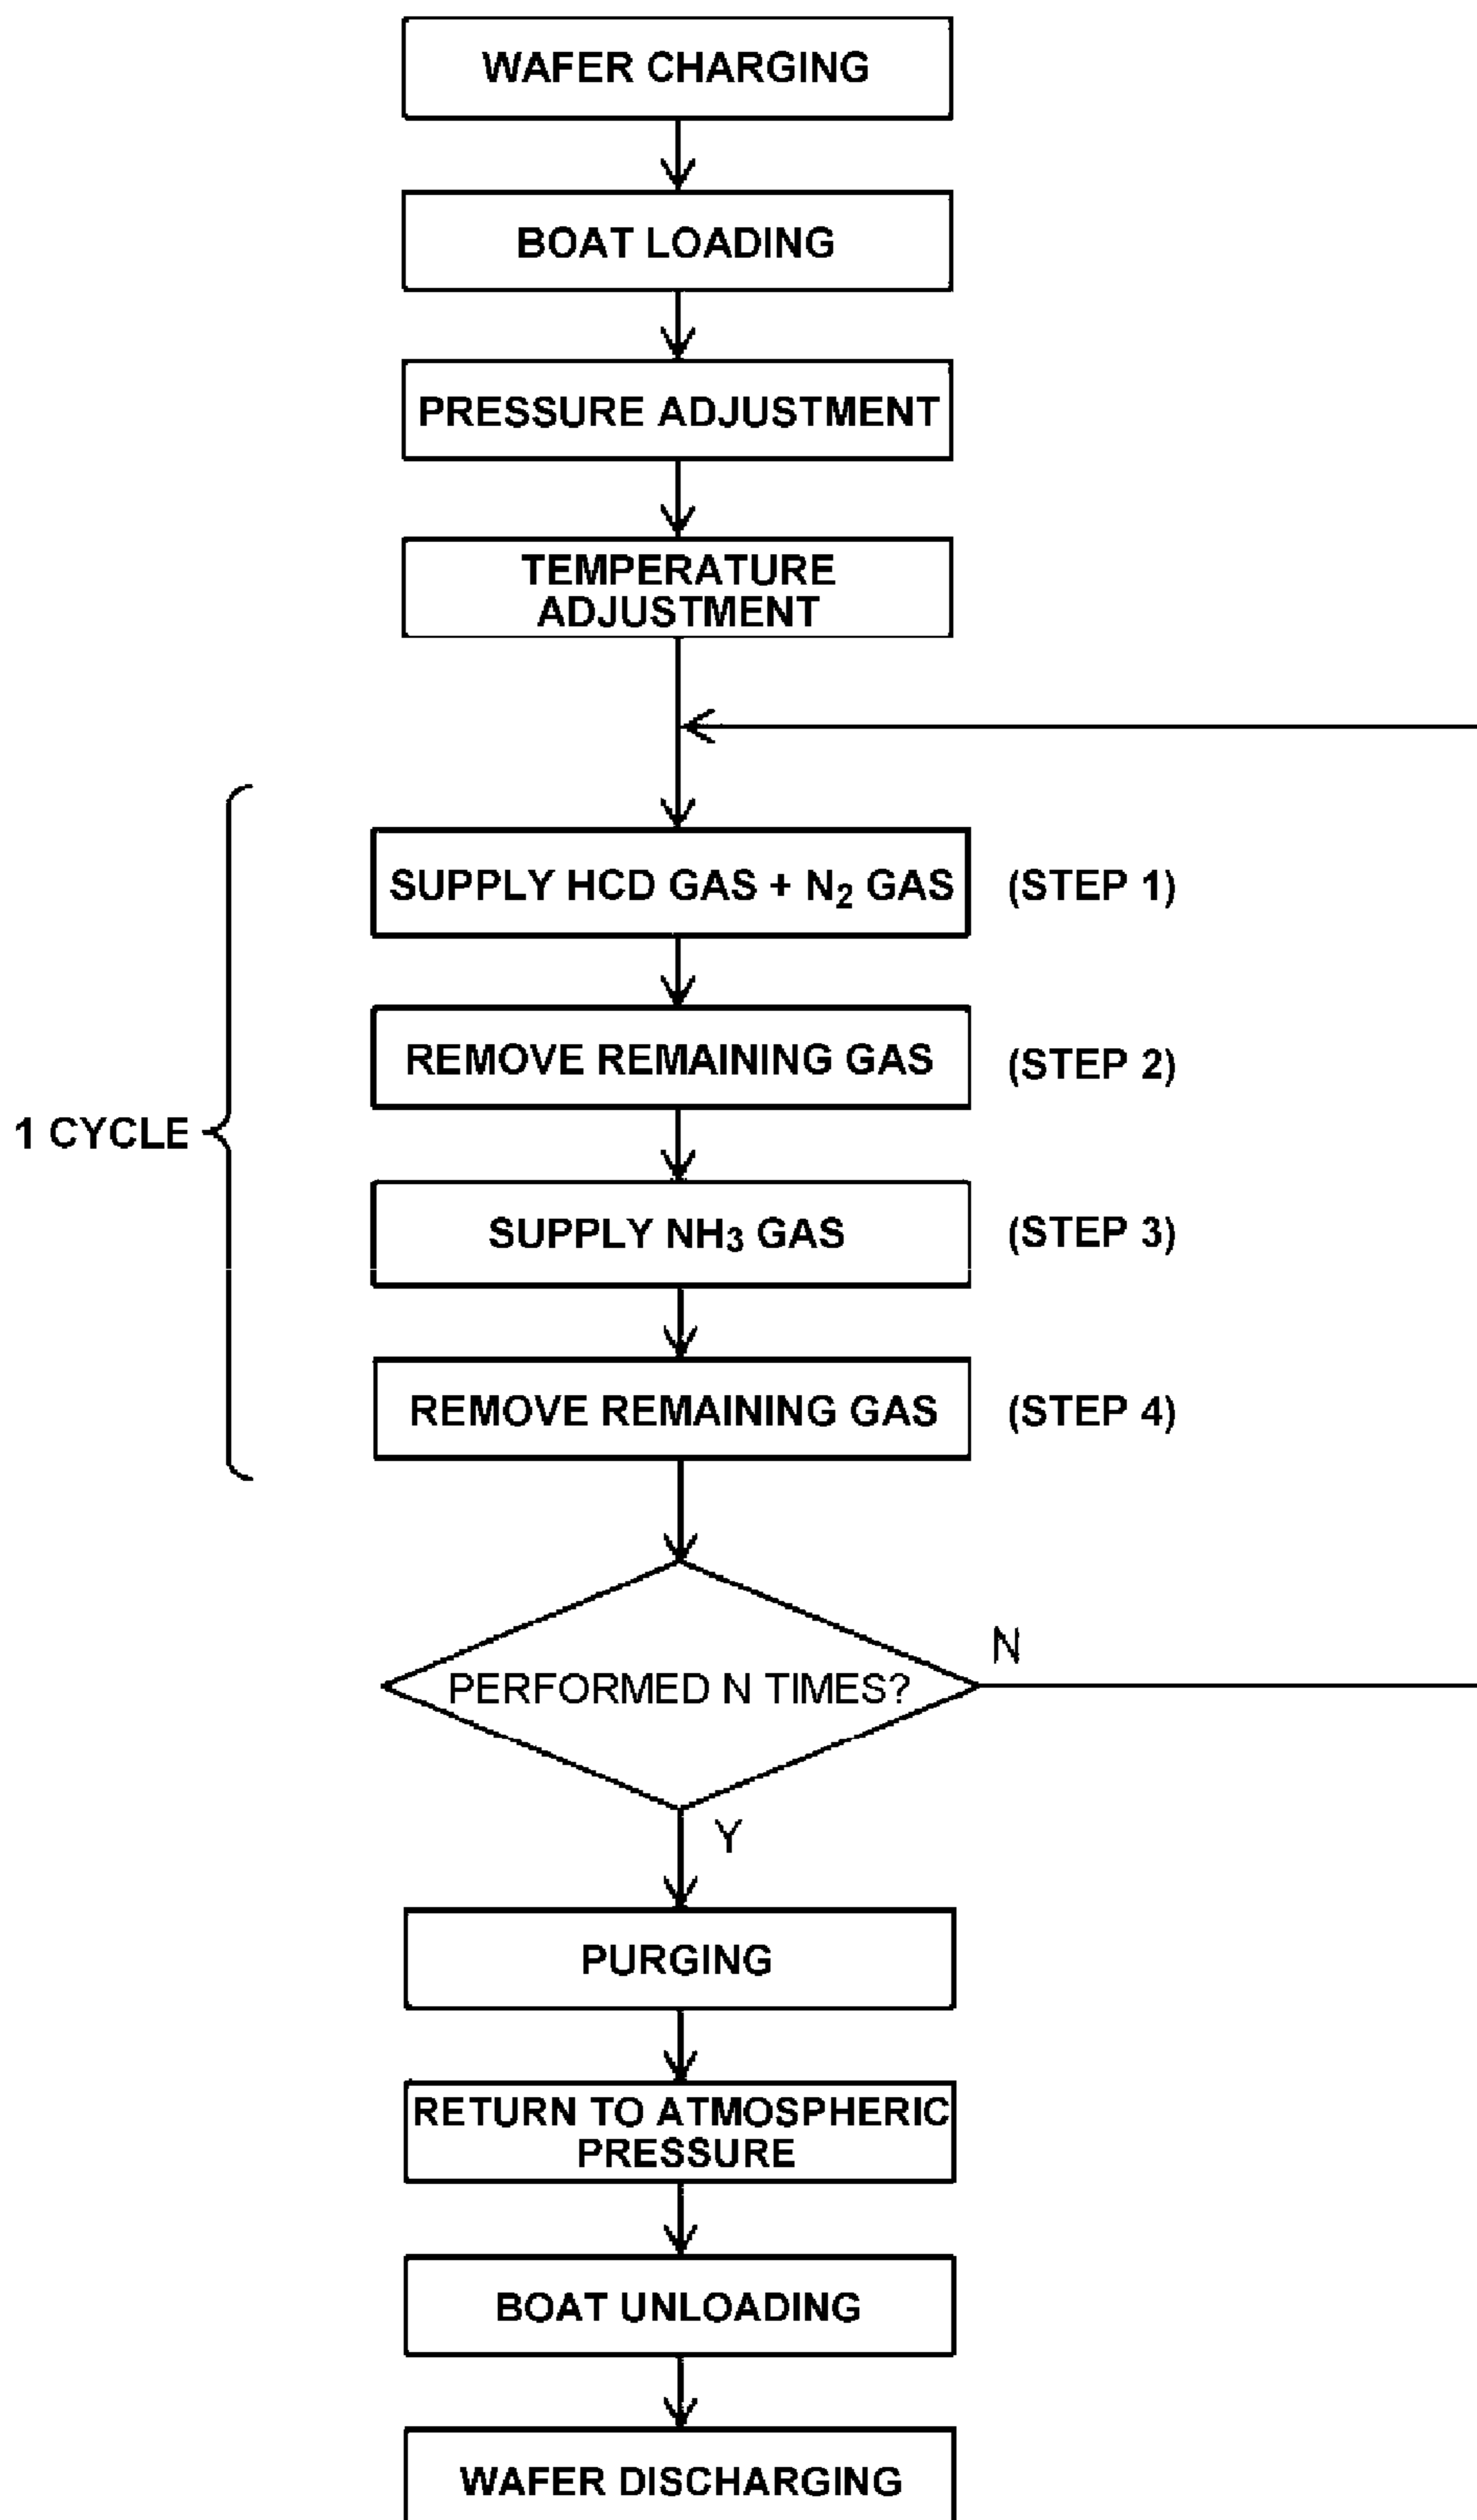 WAFER CHARGING
BOAT LOADING
PRESSURE ADJUSTMENT
TEMPERATURE
ADJUSTMENT
SUPPLY HCD GAS + N₂ GAS (STEP 1)
REMOVE REMAINING GAS (STEP 2)
1 CYCLE
SUPPLY NH₃ GAS (STEP 3)
REMOVE REMAINING GAS (STEP 4)
N
PERFORMED N TIMES?
Y
PURGING
RETURN TO ATMOSPHERIC
PRESSURE
BOAT UNLOADING
WAFER DISCHARGING